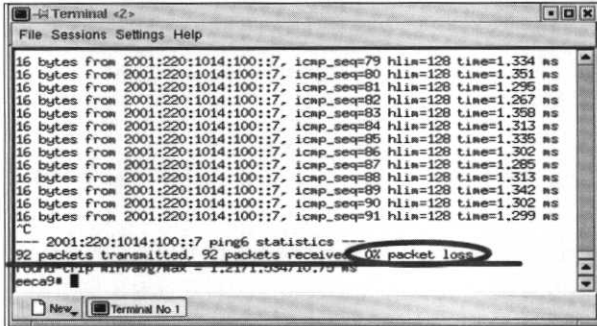 Terminal <2>
File Sessions Settings Help
16 bytes from 2001:220:1014:100::7, icmp_seq=79 hlim=128 time=1.334 ms
16 bytes from 2001:220:1014:100::7, icmp_seq=80 hlim=128 time=1.351 ms
16 bytes from 2001:220:1014:100::7, icmp_seq=81 hlim=128 time=1.295 ms
16 bytes from 2001:220:1014:100::7, icmp_seq=82 hlim=128 time=1.267 ms
16 bytes from 2001:220:1014:100::7, icmp_seq=83 hlim=128 time=1.358 ms
16 bytes from 2001:220:1014:100::7, icmp_seq=84 hlim=128 time=1.313 ms
16 bytes from 2001:220:1014:100::7, icmp_seq=85 hlim=128 time=1.335 ms
16 bytes from 2001:220:1014:100::7, icmp_seq=86 hlim=128 time=1.302 ms
16 bytes from 2001:220:1014:100::7, icmp_seq=87 hlim=128 time=1.285 ms
16 bytes from 2001:220:1014:100::7, icmp_seq=88 hlim=128 time=1.313 ms
16 bytes from 2001:220:1014:100::7, icmp_seq=89 hlim=128 time=1.342 ms
16 bytes from 2001:220:1014:100::7, icmp_seq=90 hlim=128 time=1.302 ms
16 bytes from 2001:220:1014:100::7, icmp_seq=91 hlim=128 time=1.299 ms
^C
--- 2001:220:1014:100::7 ping6 statistics ---
92 packets transmitted, 92 packets received 0% packet loss
round-trip min/avg/max = 1.217/1.534/10.75 ms
eeca9#
New Terminal No 1